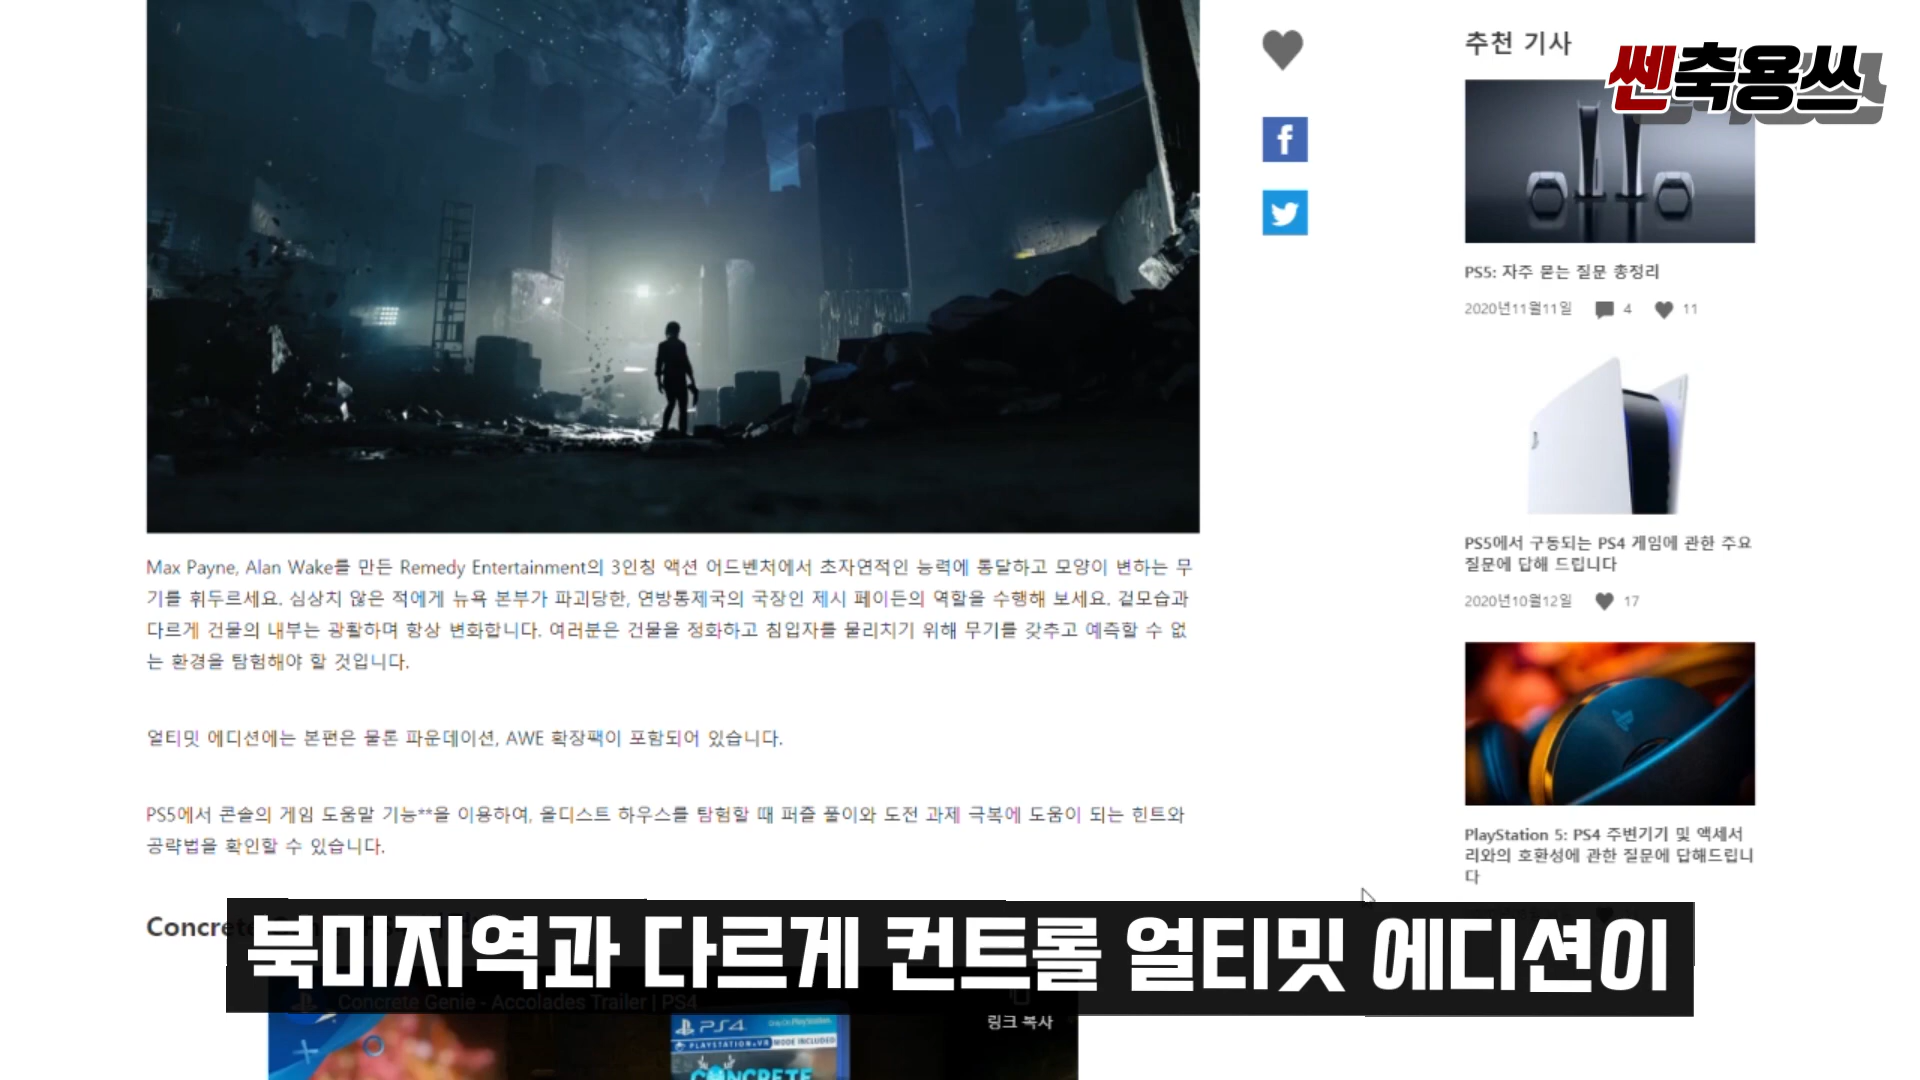 Max Payne, Alan Wake를 만든 Remedy Entertainment의 3인칭 액션 어드벤처에서 초자연적인 능력에 통달하고 모양이 변하는 무
기를 휘두르세요. 심상치 않은 적에게 뉴욕 본부가 파괴당한, 연방통제국의 국장인 제시 페이든의 역할을 수행해 보세요. 겉모습과
다르게 건물의 내부는 광활하며 항상 변화합니다. 여러분은 건물을 정화하고 침입자를 물리치기 위해 무기를 갖추고 예측할 수 없
는 환경을 탐험해야 할 것입니다.
얼티밋 에디션에는 본편은 물론 파운데이션, AWE 확장팩이 포함되어 있습니다.
PS5에서 콘솔의 게임 도움말 기능**을 이용하여, 올디스트 하우스를 탐험할 때 퍼즐 풀이와 도전 과제 극복에 도움이 되는 힌트와
공략법을 확인할 수 있습니다.
Concrete
북미지역과 다르게 컨트롤 얼티밋 에디션이
Concrete Genie - Accolades Trailer | PS4
링크 복사
PS4
Only On PlayStation
PLAYSTATION VR MODE INCLUDED
CONCRETE
추천 기사
쎈축용쓰
PS5: 자주 묻는 질문 총정리
2020년11월11일 4 11
PS5에서 구동되는 PS4 게임에 관한 주요
질문에 답해 드립니다
2020년10월12일 17
PlayStation 5: PS4 주변기기 및 액세서
리와의 호환성에 관한 질문에 답해드립니
다